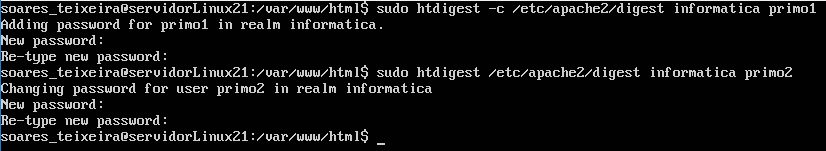 soares_teixeira@servidorLinux21:/var/www/html$ sudo htdigest -c /etc/apache2/digest informatica primo1
Adding password for primo1 in realm informatica.
New password:
Re-type new password:
soares_teixeira@servidorLinux21:/var/www/html$ sudo htdigest /etc/apache2/digest informatica primo2
Changing password for user primo2 in realm informatica
New password:
Re-type new password:
soares_teixeira@servidorLinux21:/var/www/html$ _